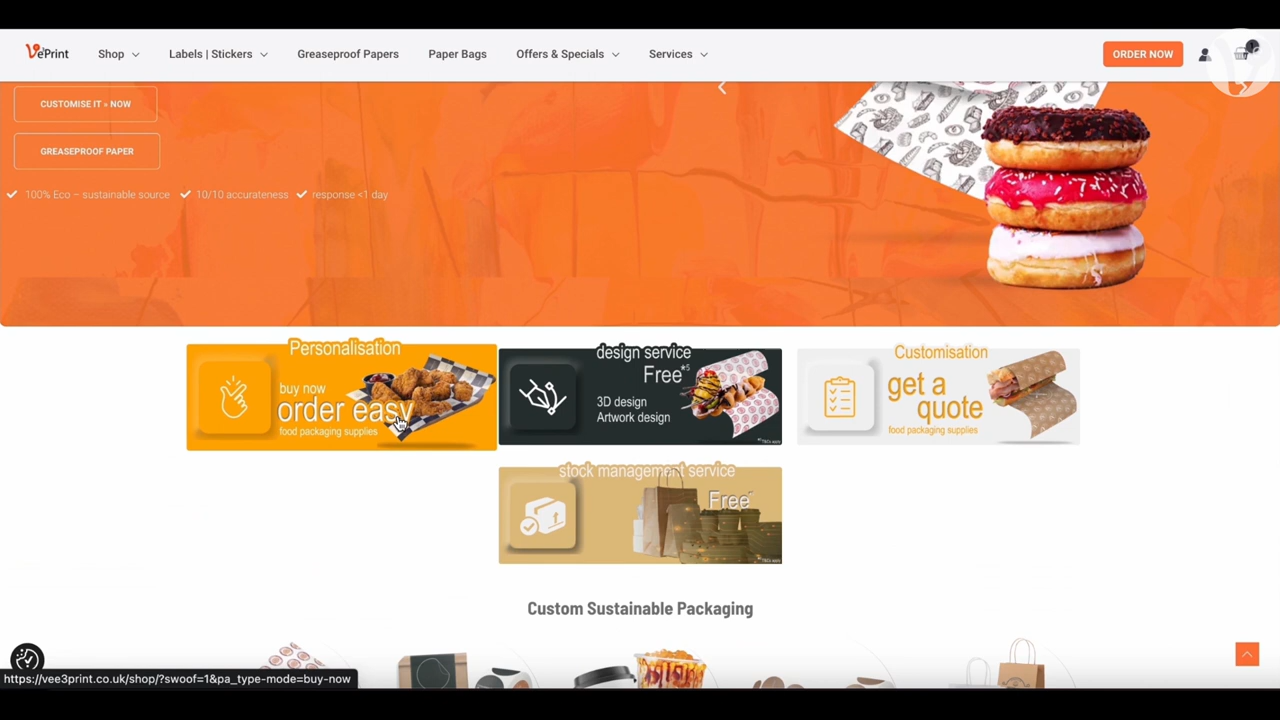 Ve³Print
Shop
Labels | Stickers
Greaseproof Papers
Paper Bags
Offers & Specials
Services
ORDER NOW
CUSTOMISE IT » NOW
GREASEPROOF PAPER
100% Eco – sustainable source
10/10 accurateness
response <1 day
Personalisation
buy now
order easy
food packaging supplies
design service
Free*⁵
3D design
Artwork design
Customisation
get a
quote
food packaging supplies
stock management service
Free
Custom Sustainable Packaging
https://vee3print.co.uk/shop/?swoof=1&pa_type-mode=buy-now